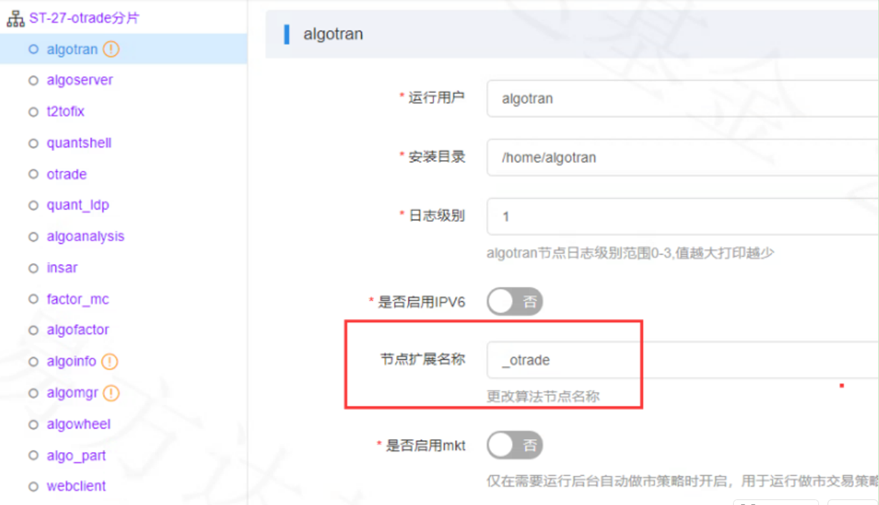 ST-27-otrade分片
algotran
algoserver
t2tofix
quantshell
otrade
quant_ldp
algoanalysis
insar
factor_mc
algofactor
algoinfo
algomgr
algowheel
algo_part
webclient
algotran
* 运行用户 algotran
* 安装目录 /home/algotran
* 日志级别 1
algotran节点日志级别范围0-3,值越大打印越少
* 是否启用IPV6 否
节点扩展名称 _otrade
更改算法节点名称
* 是否启用mkt 否
仅在需要运行后台自动做市策略时开启，用于运行做市交易策略